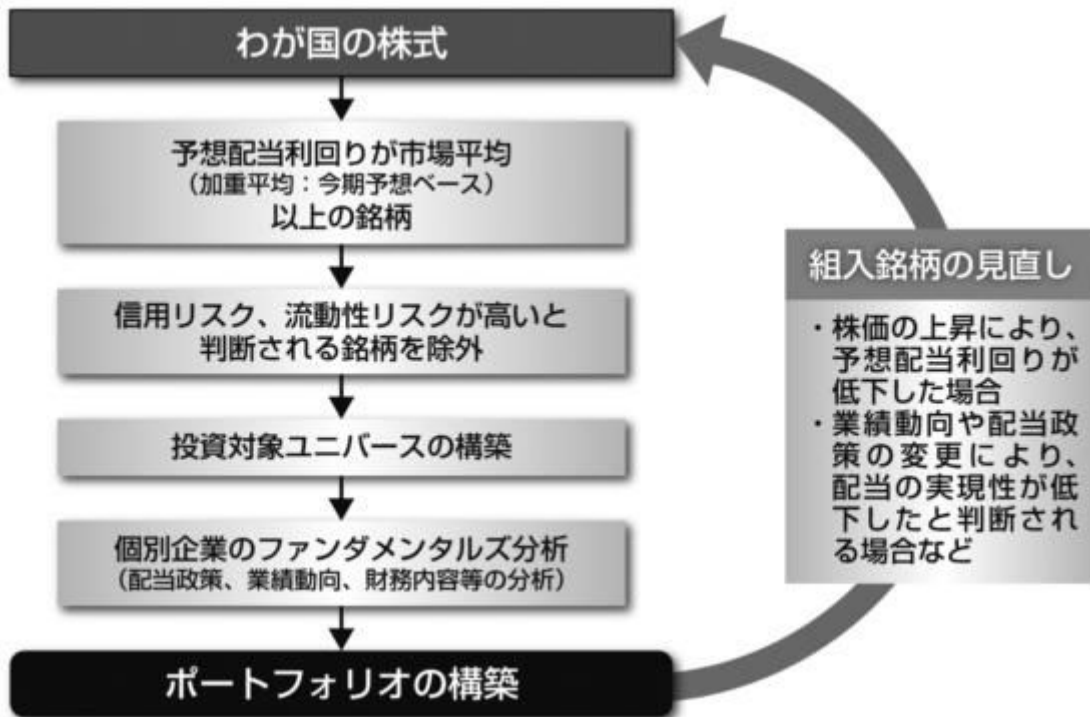 わが国の株式
予想配当利回りが市場平均
（加重平均：今期予想ベース）
以上の銘柄
信用リスク、流動性リスクが高いと
判断される銘柄を除外
投資対象ユニバースの構築
個別企業のファンダメンタルズ分析
（配当政策、業績動向、財務内容等の分析）
ポートフォリオの構築
組入銘柄の見直し
・株価の上昇により、
予想配当利回りが
低下した場合
・業績動向や配当政
策の変更により、
配当の実現性が低
下したと判断され
る場合など